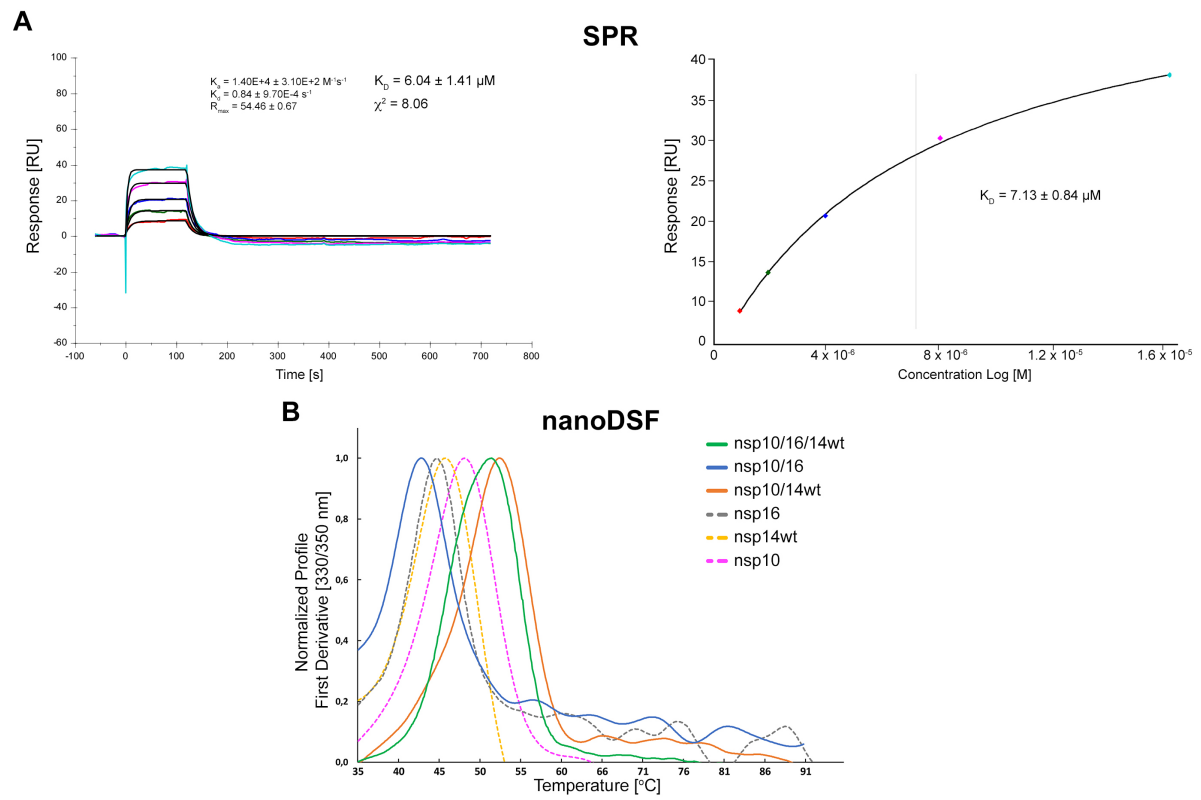 A
SPR
Response [RU]
100
80
60
40
20
0
-20
-40
-60
-100
0
100
200
300
400
500
600
700
800
Time [s]
Ka = 1.40E+4 ± 3.10E+2 M-1s-1
Kd = 0.84 ± 9.70E-4 s-1
Rmax = 54.46 ± 0.67
KD = 6.04 ± 1.41 µM
χ2 = 8.06
Response [RU]
40
35
30
25
20
15
10
0
0
4 x 10-6
8 x 10-6
1.2 x 10-5
1.6 x 10-5
Concentration Log [M]
KD = 7.13 ± 0.84 µM
B
nanoDSF
Normalized Profile
First Derivative [330/350 nm]
1,0
0,8
0,6
0,4
0,2
0,0
35
40
45
50
55
60
66
71
76
81
86
91
Temperature [oC]
nsp10/16/14wt
nsp10/16
nsp10/14wt
nsp16
nsp14wt
nsp10